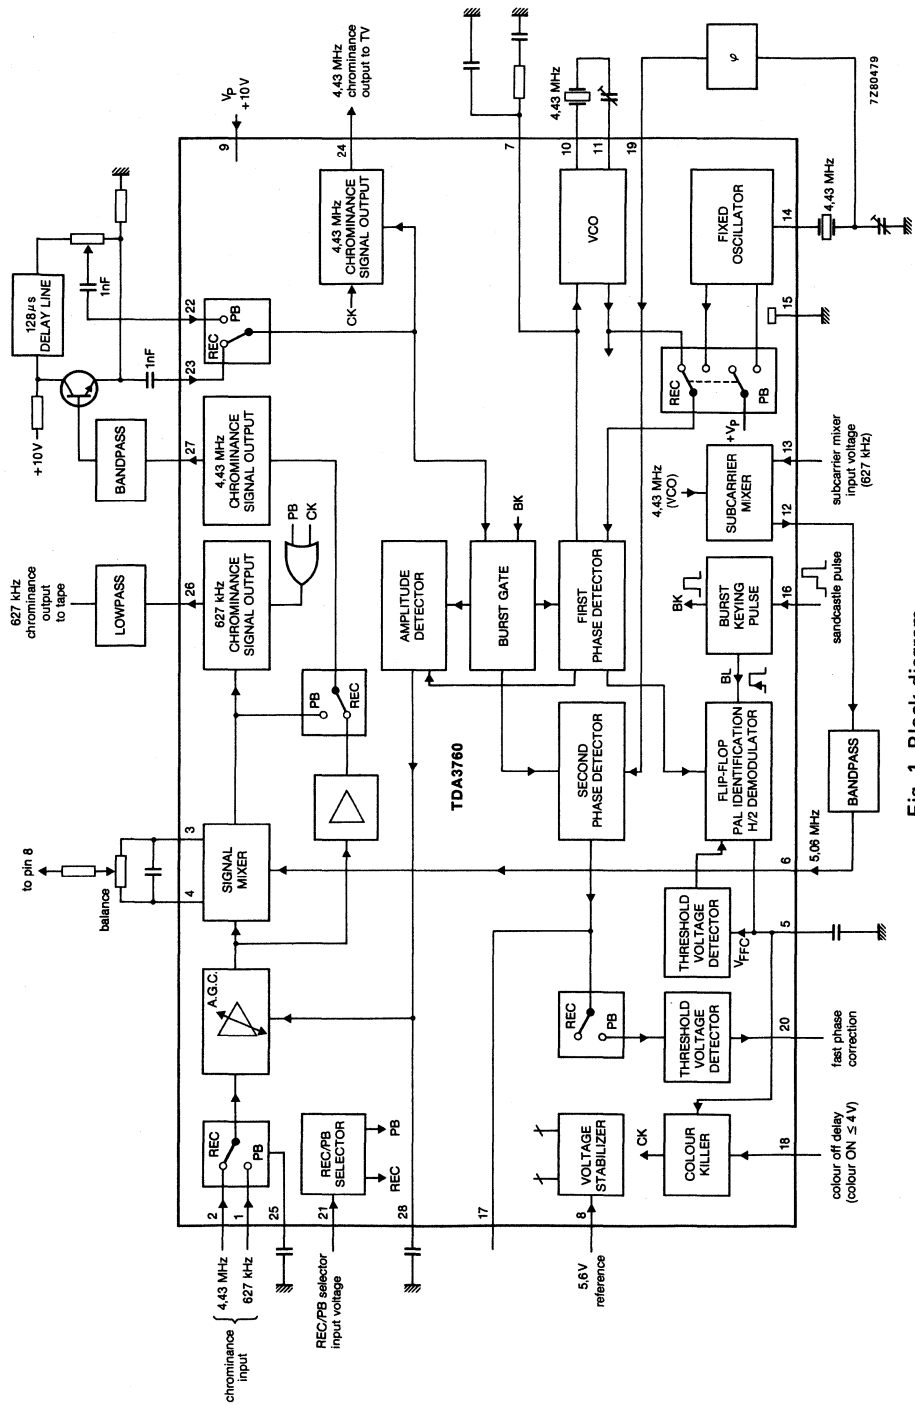 4,43 MHz
627 kHz
chrominance
input
2
1
25
REC
PB
A.G.C.
to pin 8
balance
4
3
SIGNAL
MIXER
627 kHz
chrominance
output
to tape
LOWPASS
26
627 kHz
CHROMINANCE
SIGNAL OUTPUT
PB
CK
PB
REC
+10V
BANDPASS
27
4,43 MHz
CHROMINANCE
SIGNAL OUTPUT
128μs
DELAY LINE
1nF
1nF
23
22
REC
PB
VP
+10V
9
4,43 MHz
chrominance
output to TV
24
4,43 MHz
CHROMINANCE
SIGNAL OUTPUT
CK
REC/PB selector
input voltage
21
REC/PB
SELECTOR
REC
PB
28
TDA3760
AMPLITUDE
DETECTOR
BURST GATE
BK
FIRST
PHASE DETECTOR
SECOND
PHASE DETECTOR
17
5,6V
reference
8
VOLTAGE
STABILIZER
REC
PB
7
4,43 MHz
10
11
VCO
19
φ
FIXED
OSCILLATOR
14
4,43 MHz
15
REC
PB
+VP
4,43 MHz
(VCO)
SUBCARRIER
MIXER
13
12
subcarrier mixer
input voltage
(627 kHz)
BK
BURST
KEYING
PULSE
16
sandcastle pulse
BL
FLIP-FLOP
PAL IDENTIFICATION
H/2 DEMODULATOR
BANDPASS
5,06 MHz
6
THRESHOLD
VOLTAGE
DETECTOR
VFFC
5
THRESHOLD
VOLTAGE
DETECTOR
20
fast phase
correction
CK
COLOUR
KILLER
18
colour off delay
(colour ON ≤ 4V)
7Z80479
Fig. 1 Block diagram